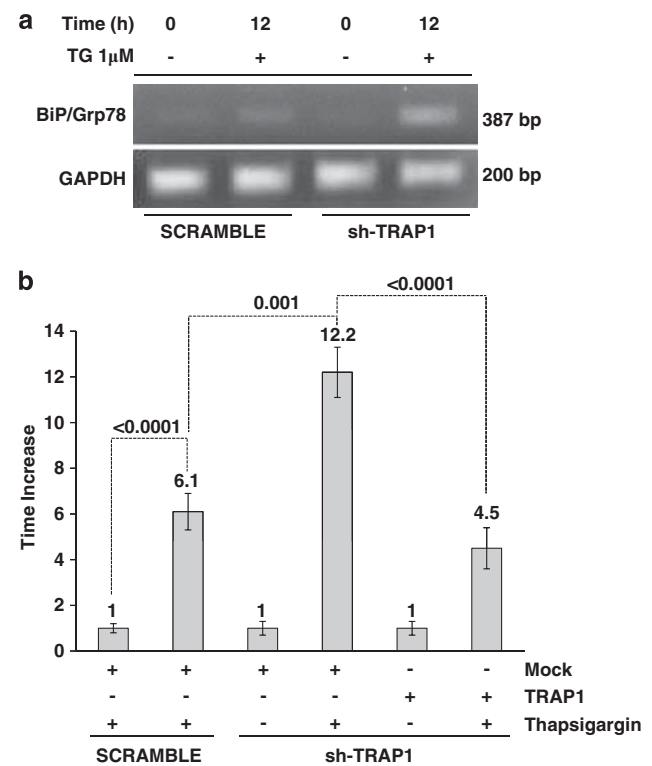 a
Time (h) 0 12 0 12
TG 1μM - + - +
BiP/Grp78
387 bp
GAPDH
200 bp
SCRAMBLE sh-TRAP1
b
<0.0001
0.001
14
12.2
12
<0.0001
10
8
6.1
6
4.5
4
2
1 1 1
0
Time Increase
+ + + + - - Mock
- - - - + + TRAP1
+ + - + - + Thapsigargin
SCRAMBLE sh-TRAP1